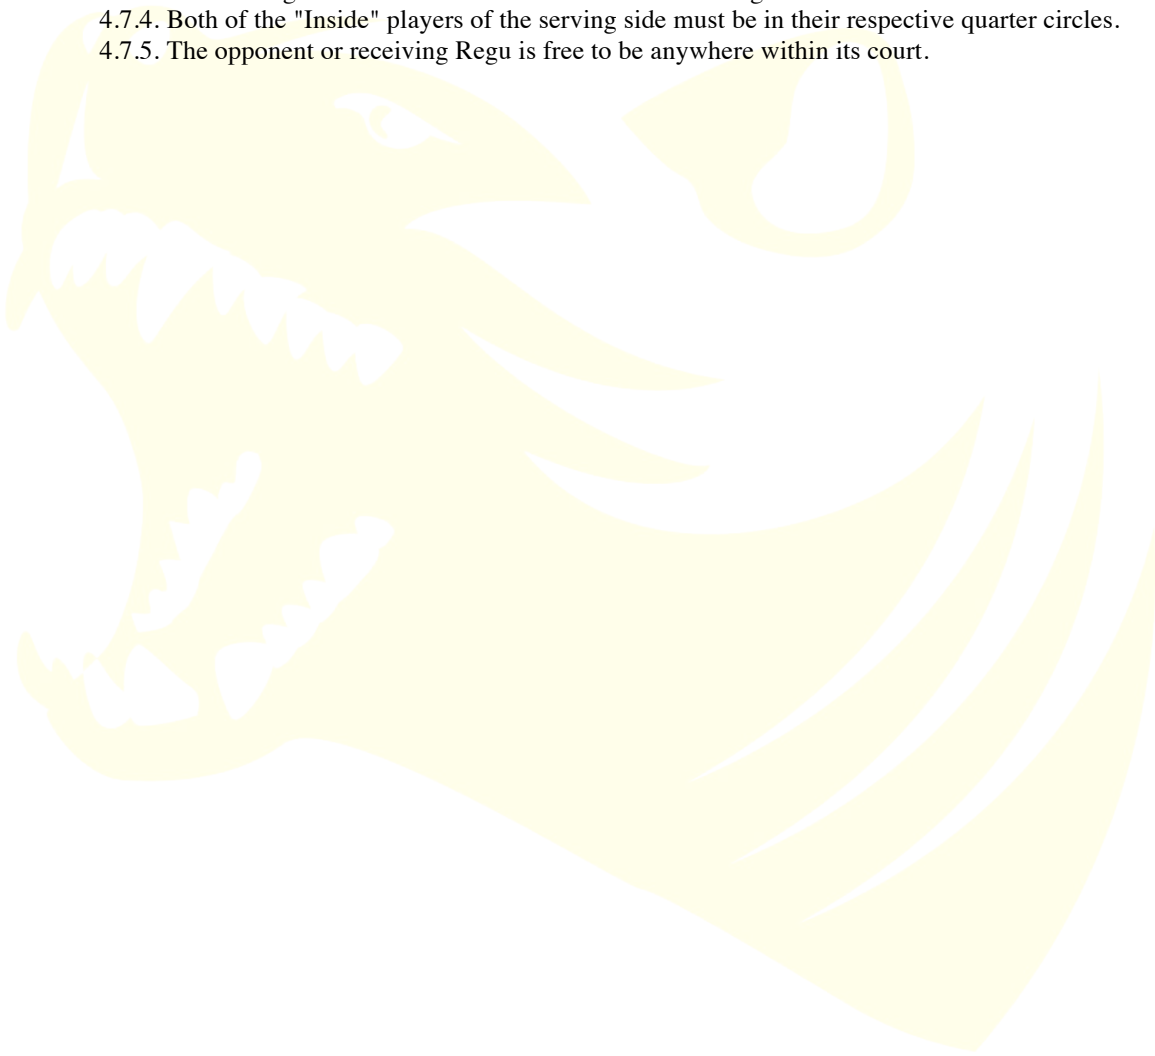 4.7.4. Both of the "Inside" players of the serving side must be in their respective quarter circles.
4.7.5. The opponent or receiving Regu is free to be anywhere within its court.